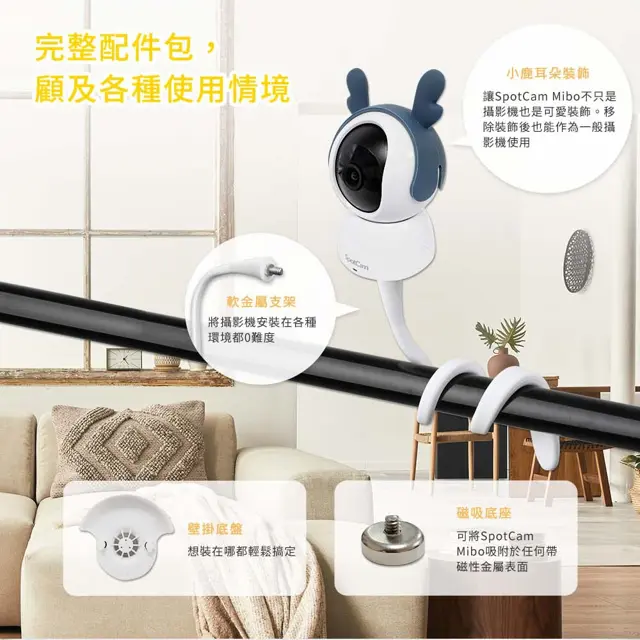 完整配件包，
顧及各種使用情境
小鹿耳朵裝飾
讓SpotCam Mibo不只是
攝影機也是可愛裝飾。移
除裝飾後也能作為一般攝
影機使用
SpotCam
軟金屬支架
將攝影機安裝在各種
環境都0難度
壁掛底盤
想裝在哪都輕鬆搞定
磁吸底座
可將SpotCam
Mibo吸附於任何帶
磁性金屬表面